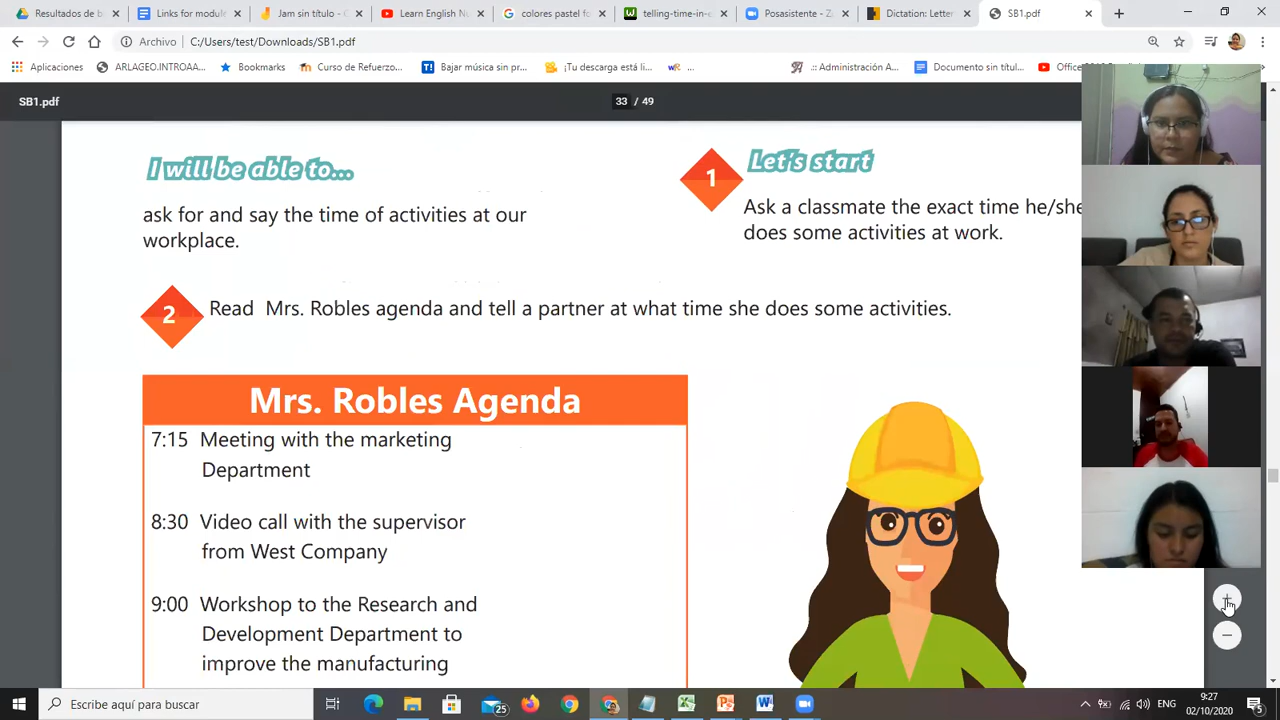 Resultados de ba
Links for module
Jam sin título - C
Learn English Nu
colores pastel fo
telling-time-in-e
Posasistente - Zo
Dictation: Letter
SB1.pdf
Archivo C:/Users/test/Downloads/SB1.pdf
Aplicaciones
ARLAGEO.INTROAA...
Bookmarks
Curso de Refuerzo...
Bajar música sin pr...
¡Tu descarga está li...
...
.:: Administración A...
Documento sin títul...
SB1.pdf
33 / 49
I will be able to...
ask for and say the time of activities at our
workplace.
1
Let's start
Ask a classmate the exact time he/she
does some activities at work.
2
Read Mrs. Robles agenda and tell a partner at what time she does some activities.
Mrs. Robles Agenda
7:15 Meeting with the marketing
Department
8:30 Video call with the supervisor
from West Company
9:00 Workshop to the Research and
Development Department to
improve the manufacturing
Escribe aquí para buscar
25
ENG
9:27
02/10/2020
5